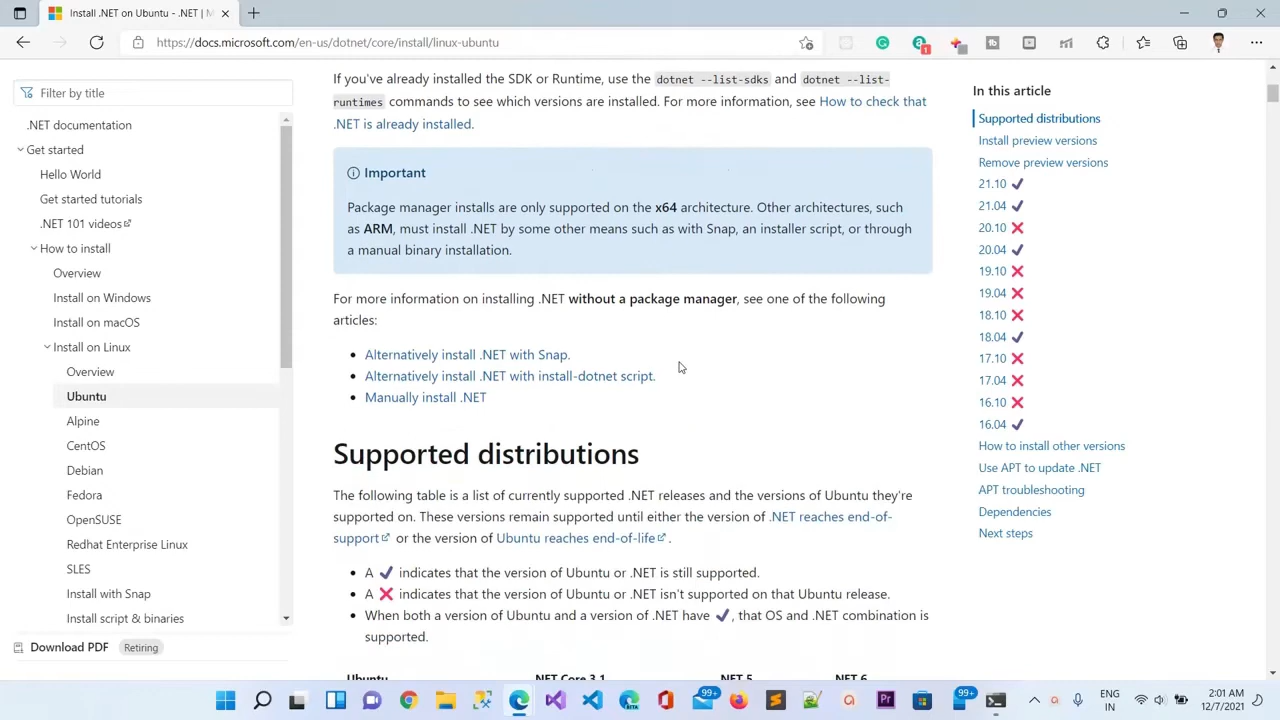 Install .NET on Ubuntu - .NET | M
https://docs.microsoft.com/en-us/dotnet/core/install/linux-ubuntu
1
Filter by title
.NET documentation
Get started
Hello World
Get started tutorials
.NET 101 videos
How to install
Overview
Install on Windows
Install on macOS
Install on Linux
Overview
Ubuntu
Alpine
CentOS
Debian
Fedora
OpenSUSE
Redhat Enterprise Linux
SLES
Install with Snap
Install script & binaries
Download PDF Retiring
If you've already installed the SDK or Runtime, use the dotnet --list-sdks and dotnet --list-
runtimes commands to see which versions are installed. For more information, see How to check that
.NET is already installed.
Important
Package manager installs are only supported on the x64 architecture. Other architectures, such
as ARM, must install .NET by some other means such as with Snap, an installer script, or through
a manual binary installation.
For more information on installing .NET without a package manager, see one of the following
articles:
• Alternatively install .NET with Snap.
• Alternatively install .NET with install-dotnet script.
• Manually install .NET
Supported distributions
The following table is a list of currently supported .NET releases and the versions of Ubuntu they're
supported on. These versions remain supported until either the version of .NET reaches end-of-
support or the version of Ubuntu reaches end-of-life .
• A ✔ indicates that the version of Ubuntu or .NET is still supported.
• A ❌ indicates that the version of Ubuntu or .NET isn't supported on that Ubuntu release.
• When both a version of Ubuntu and a version of .NET have ✔, that OS and .NET combination is
supported.
Ubuntu .NET Core 3.1 .NET 5 .NET 6
In this article
Supported distributions
Install preview versions
Remove preview versions
21.10 ✔
21.04 ✔
20.10 ❌
20.04 ✔
19.10 ❌
19.04 ❌
18.10 ❌
18.04 ✔
17.10 ❌
17.04 ❌
16.10 ❌
16.04 ✔
How to install other versions
Use APT to update .NET
APT troubleshooting
Dependencies
Next steps
BETA
99+
Pr
99+
ENG
IN
2:01 AM
12/7/2021